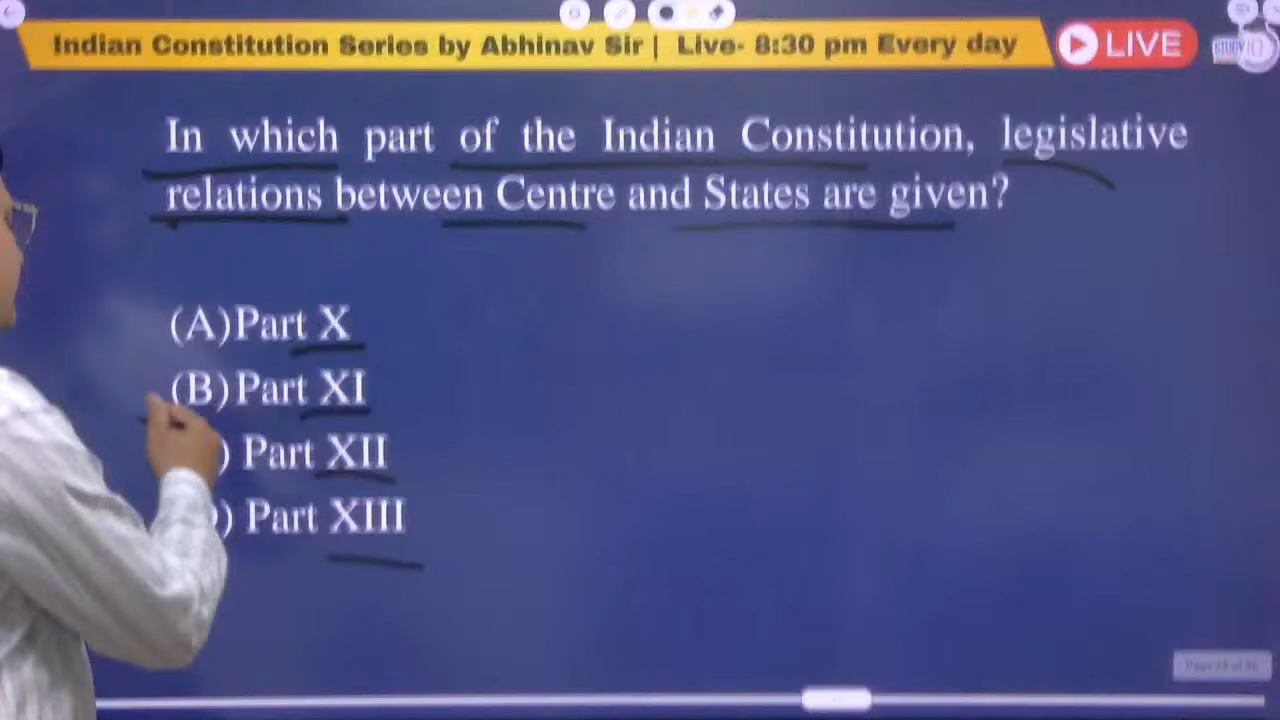 Indian Constitution Series by Abhinav Sir | Live- 8:30 pm Every day
LIVE
In which part of the Indian Constitution, legislative
relations between Centre and States are given?
(A) Part X
(B) Part XI
) Part XII
) Part XIII